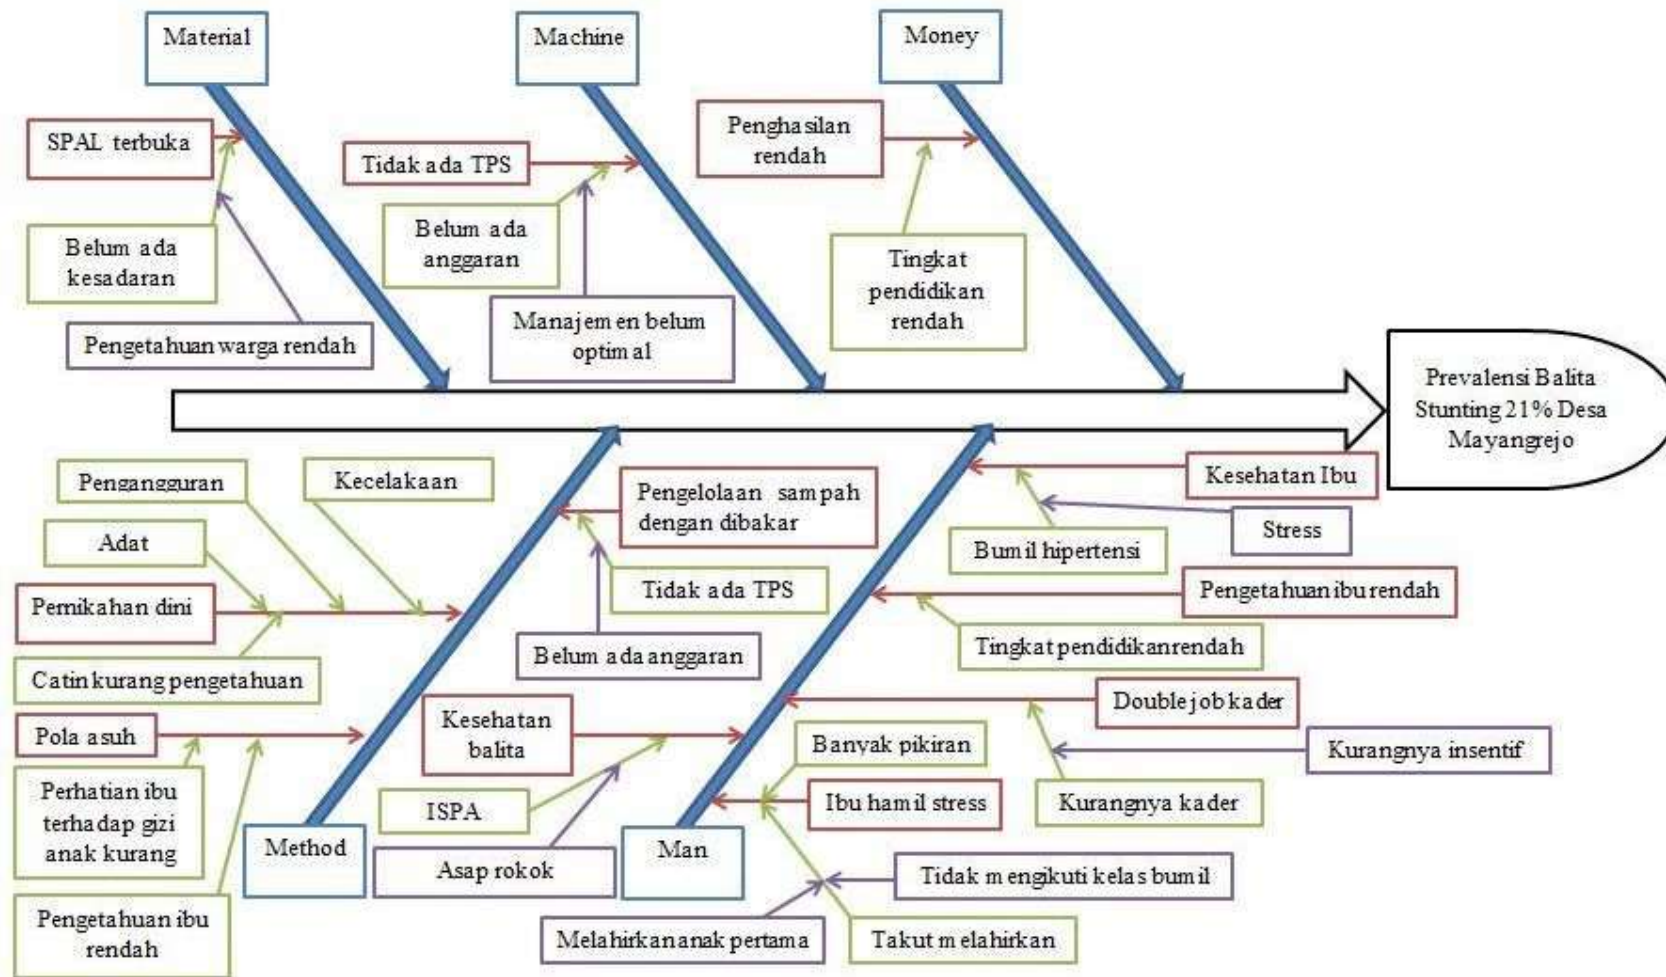 Material
Machine
Money
SPAL terbuka
Tidak ada TPS
Penghasilan
rendah
Belum ada
kesadaran
Belum ada
anggaran
Tingkat
pendidikan
rendah
Pengetahuan warga rendah
Manajemen belum
optimal
Prevalensi Balita
Stunting 21% Desa
Mayangrejo
Pengangguran
Kecelakaan
Adat
Pernikahan dini
Catin kurang pengetahuan
Pola asuh
Perhatian ibu
terhadap gizi
anak kurang
Pengetahuan ibu
rendah
Method
Pengelolaan sampah
dengan dibakar
Tidak ada TPS
Belum ada anggaran
Kesehatan
balita
ISPA
Asap rokok
Man
Kesehatan Ibu
Stress
Bumil hipertensi
Pengetahuan ibu rendah
Tingkat pendidikan rendah
Double job kader
Kurangnya insentif
Kurangnya kader
Banyak pikiran
Ibu hamil stress
Tidak mengikuti kelas bumil
Melahirkan anak pertama
Takut melahirkan